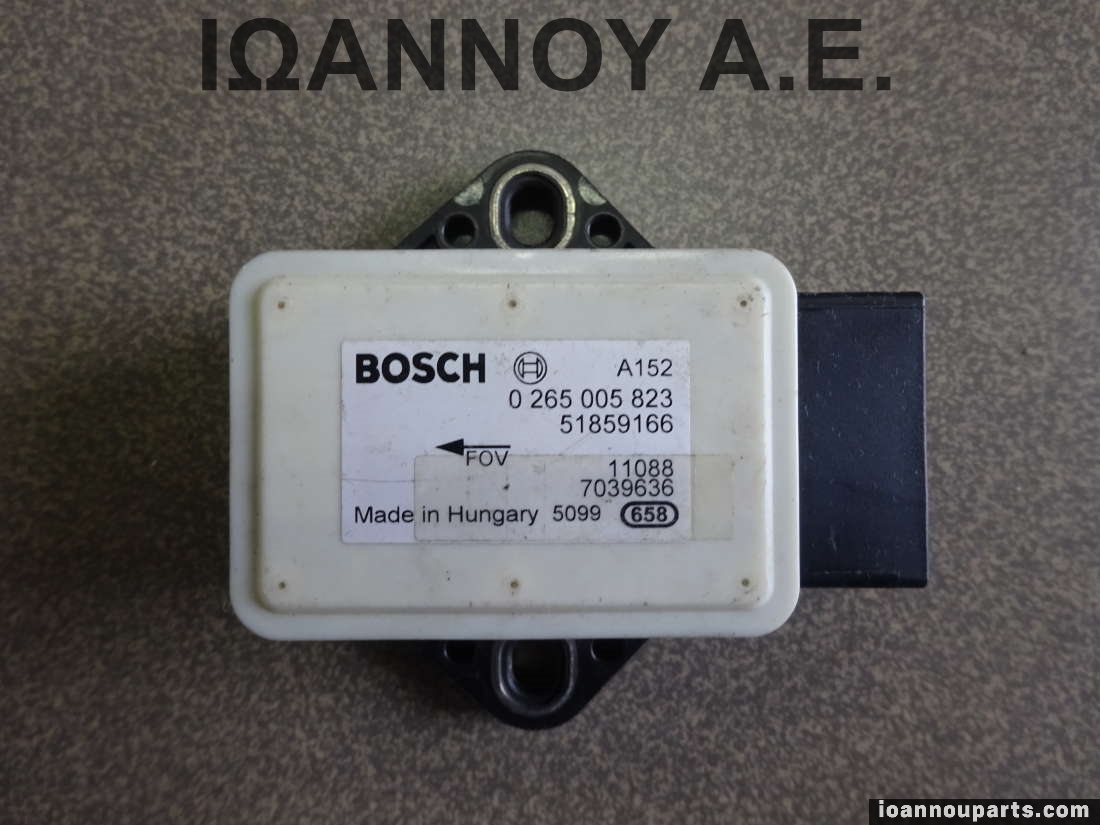 ΙΩΑΝΝΟΥ Α.Ε.
BOSCH A152
0 265 005 823
51859166
FOV
11088
7039636
Made in Hungary 5099 658
ioannouparts.com